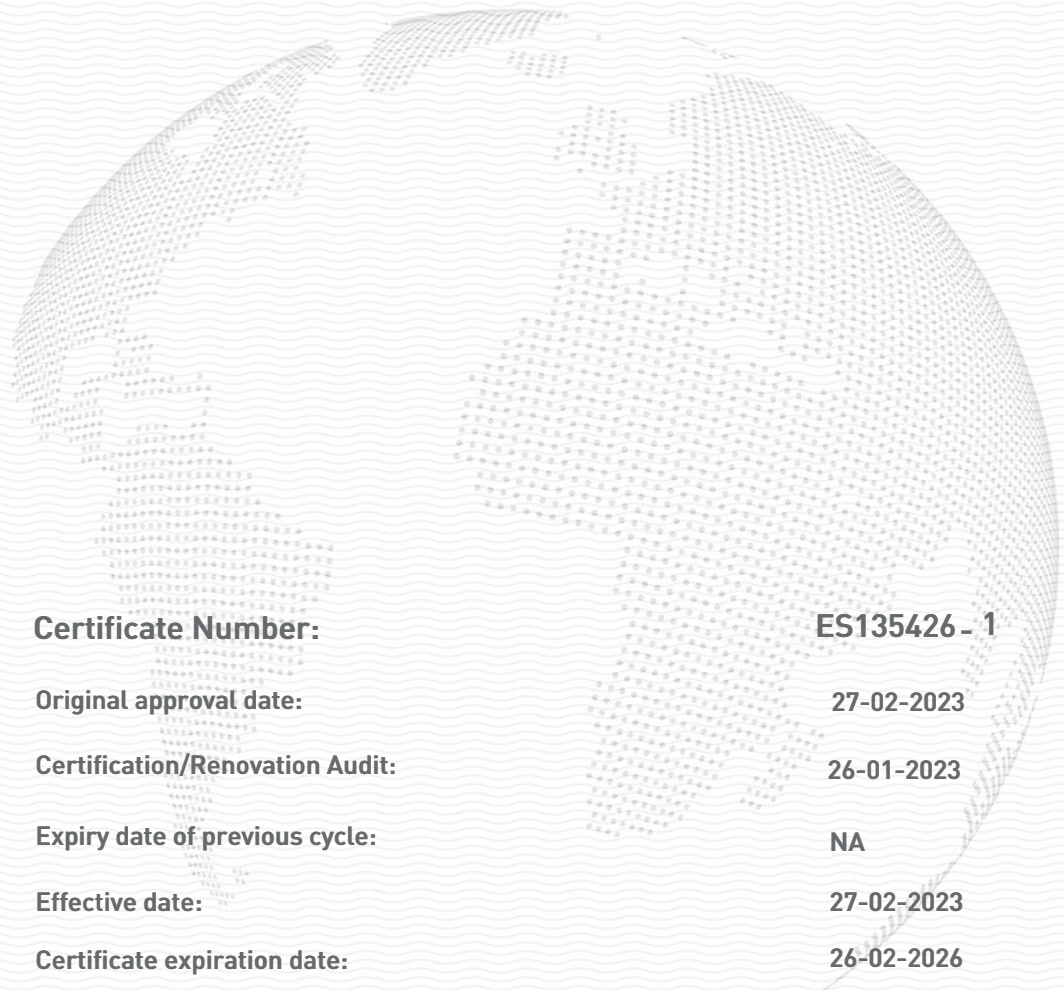 Certificate Number: ES135426- 1
Original approval date: 27-02-2023
Certification/Renovation Audit: 26-01-2023
Expiry date of previous cycle: NA
Effective date: 27-02-2023
Certificate expiration date: 26-02-2026